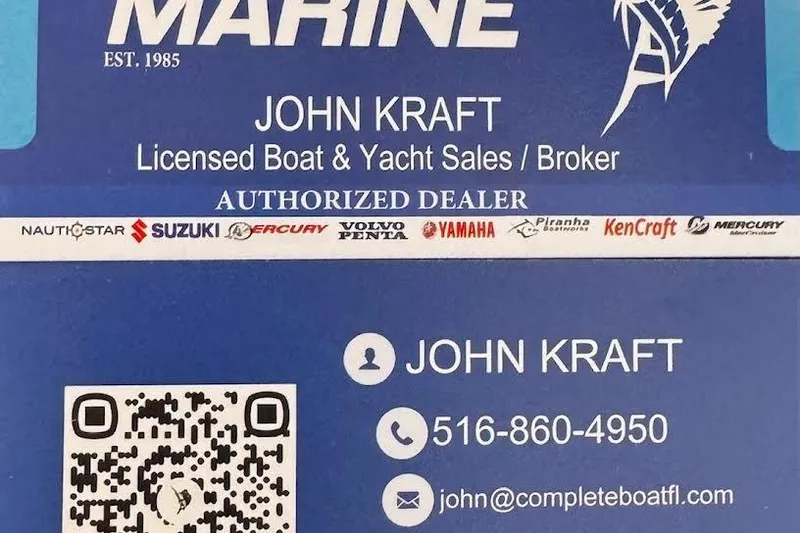 MARINE
EST. 1985
JOHN KRAFT
Licensed Boat & Yacht Sales / Broker
AUTHORIZED DEALER
NAUTICSTAR SUZUKI MERCURY VOLVO PENTA YAMAHA Piranha Boatworks KenCraft MERCURY MerCruiser
JOHN KRAFT
516-860-4950
john@completeboatfl.com